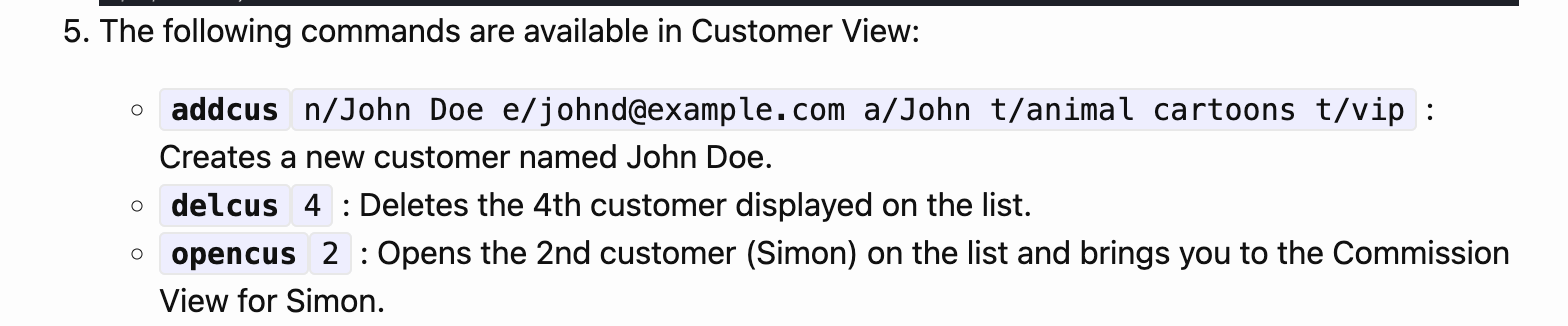 5. The following commands are available in Customer View:
○ addcus n/John Doe e/johnd@example.com a/John t/animal cartoons t/vip :
Creates a new customer named John Doe.
○ delcus 4 : Deletes the 4th customer displayed on the list.
○ opencus 2 : Opens the 2nd customer (Simon) on the list and brings you to the Commission
View for Simon.